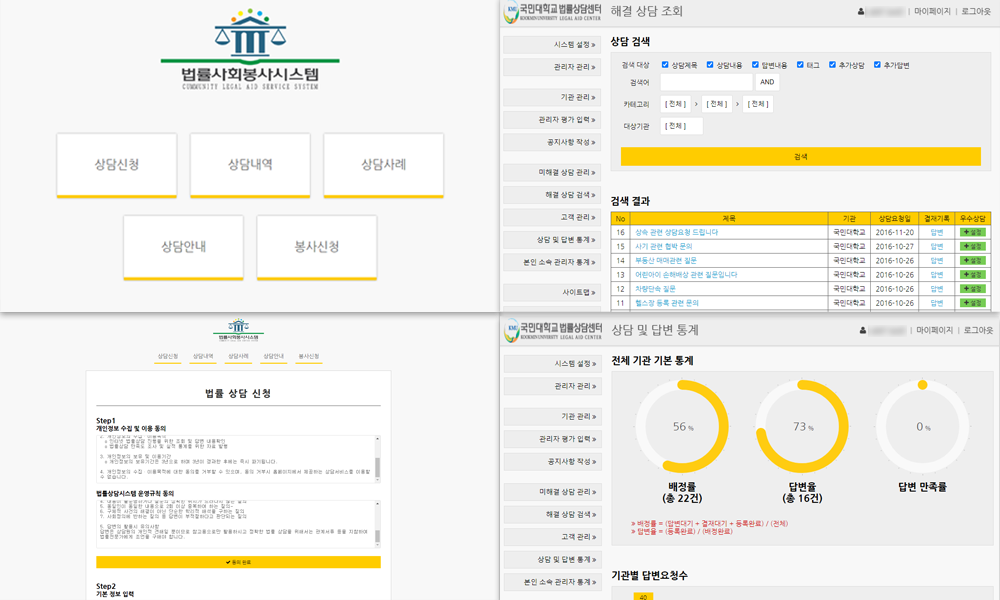 법률사회봉사시스템
COMMUNITY LEGAL AID SERVICE SYSTEM
상담신청
상담내역
상담사례
상담안내
봉사신청
국민대학교 법률상담센터
KOOKMIN UNIVERSITY LEGAL AID CENTER
해결 상담 조회
마이페이지 | 로그아웃
시스템 설정 »
관리자 관리 »
기관 관리 »
관리자 평가 입력 »
공지사항 작성 »
미해결 상담 관리 »
해결 상담 검색 »
고객 관리 »
상담 및 답변 통계 »
본인 소속 관리자 통계 »
사이트맵 »
상담 검색
검색 대상 상담제목 상담내용 답변내용 태그 추가상담 추가답변
검색어 AND
카테고리 [ 전체 ] › [ 전체 ] › [ 전체 ]
대상기관 [ 전체 ]
검색
검색 결과
No 제목 기관 상담요청일 결재기록 우수상담
16 상속 관련 상담요청 드립니다 국민대학교 2016-11-20 답변 +설정
15 사기 관련 협박 문의 국민대학교 2016-10-27 답변 +설정
14 부동산 매매관련 질문 국민대학교 2016-10-26 답변 +설정
13 어린아이 손해배상 관련 질문입니다 국민대학교 2016-10-26 답변 +설정
12 차량단속 질문 국민대학교 2016-10-26 답변 +설정
11 헬스장 등록 관련 문의 국민대학교 2016-10-26 답변 +설정
법률사회봉사시스템
상담신청 상담내역 상담사례 상담안내 봉사신청
법률 상담 신청
Step1
개인정보 수집 및 이용 동의
3. 개인정보의 보유 및 이용기간
법률상담시스템 운영규칙 동의
동의 완료
Step2
기본 정보 입력
국민대학교 법률상담센터
KOOKMIN UNIVERSITY LEGAL AID CENTER
상담 및 답변 통계
마이페이지 | 로그아웃
시스템 설정 »
관리자 관리 »
기관 관리 »
관리자 평가 입력 »
공지사항 작성 »
미해결 상담 관리 »
해결 상담 검색 »
고객 관리 »
상담 및 답변 통계 »
본인 소속 관리자 통계 »
전체 기관 기본 통계
56 %
73 %
0 %
배정률
(총 22건)
답변율
(총 16건)
답변 만족률
» 배정률 = (답변대기 + 결재대기 + 등록완료) / (전체)
» 답변율 = (등록완료) / (배정완료)
기관별 답변요청수
40